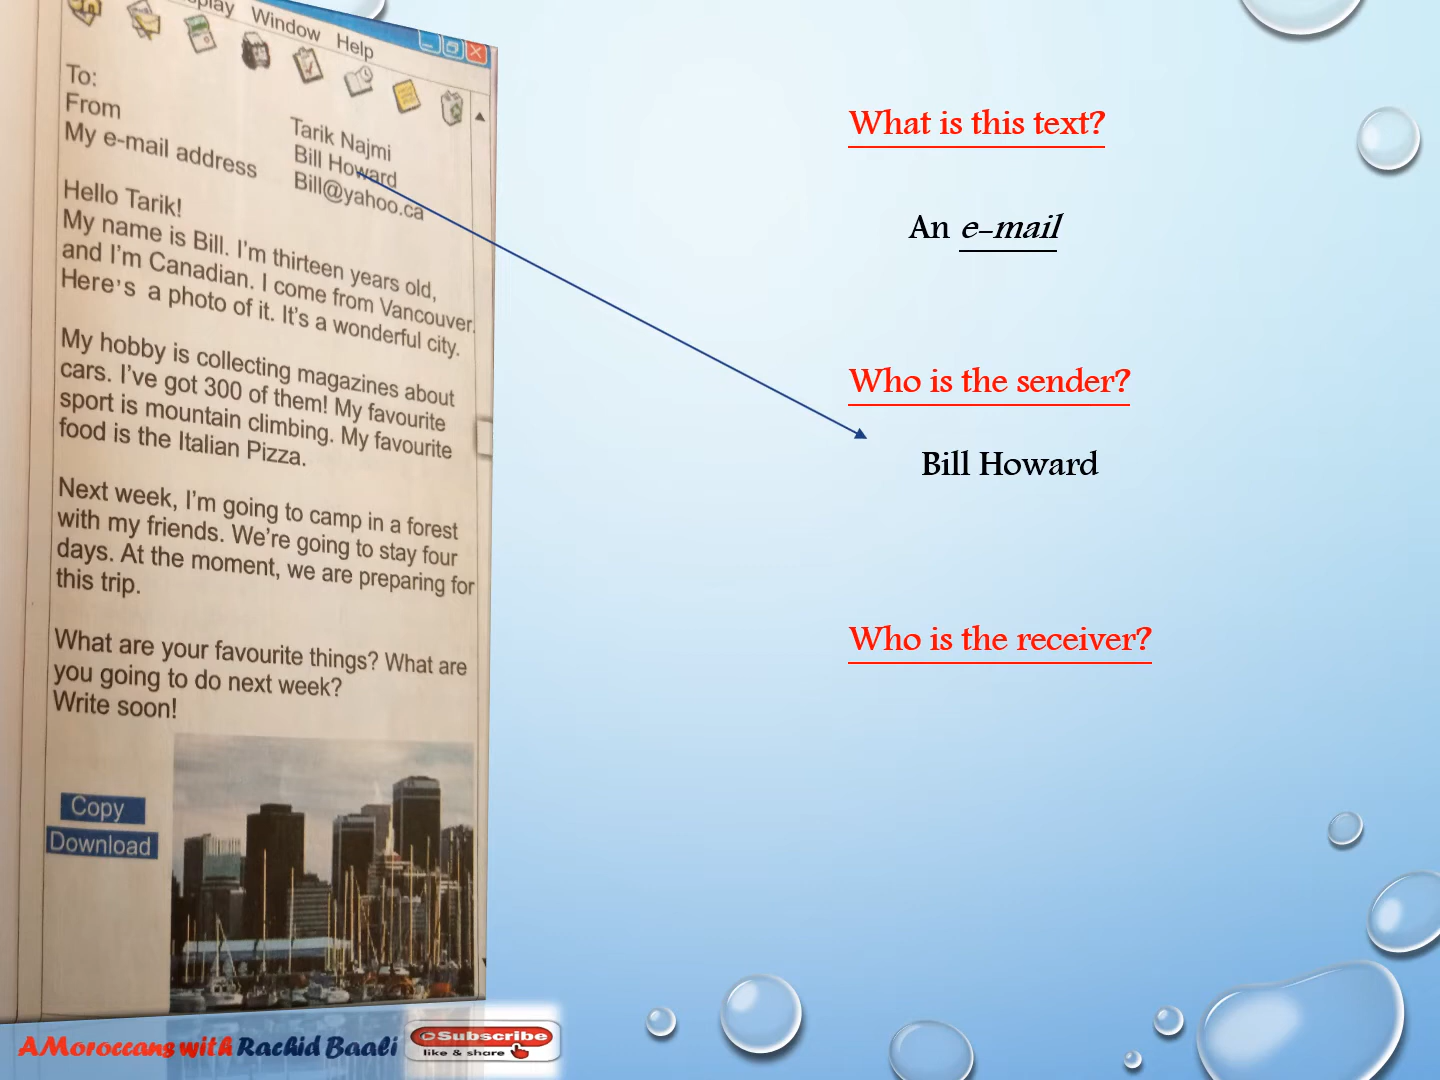 Window Help
To:
From
My e-mail address
Tarik Najmi
Bill Howard
Bill@yahoo.ca
Hello Tarik!
My name is Bill. I'm thirteen years old,
and I'm Canadian. I come from Vancouver.
Here's a photo of it. It's a wonderful city.
My hobby is collecting magazines about
cars. I've got 300 of them! My favourite
sport is mountain climbing. My favourite
food is the Italian Pizza.
Next week, I'm going to camp in a forest
with my friends. We're going to stay four
days. At the moment, we are preparing for
this trip.
What are your favourite things? What are
you going to do next week?
Write soon!
Copy
Download
What is this text?
An e-mail
Who is the sender?
Bill Howard
Who is the receiver?
AMoroccans with Rachid Baali
Subscribe
like & share